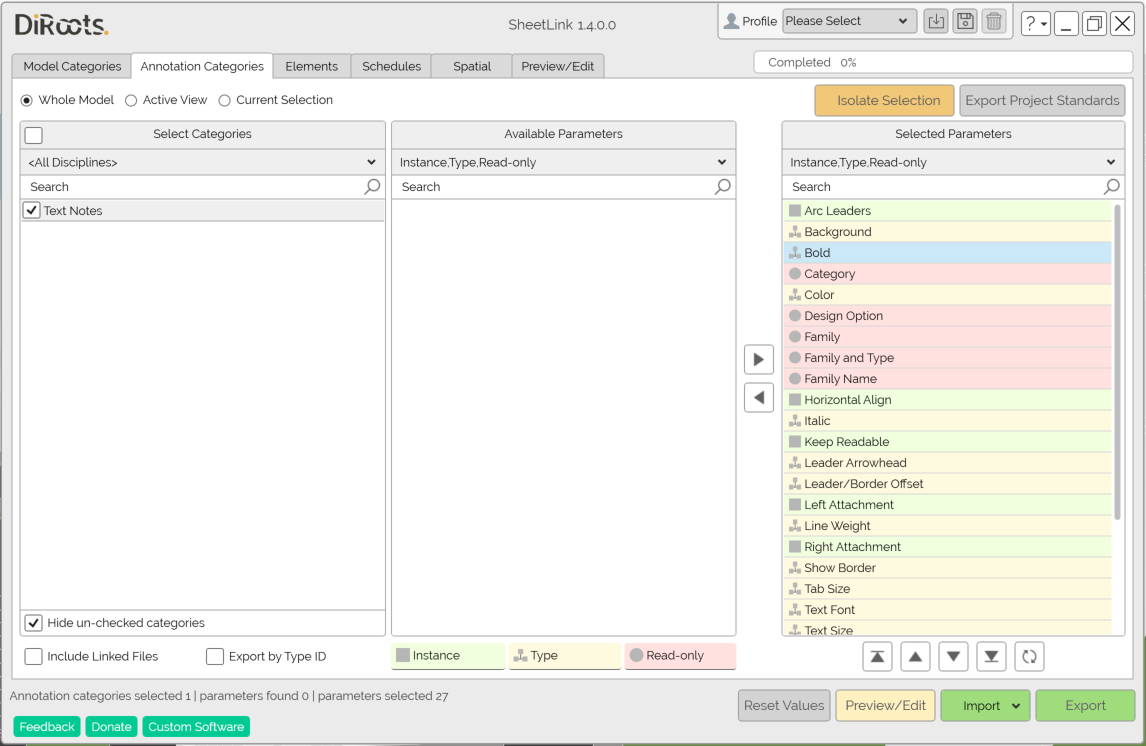 DiRoots.
SheetLink 1.4.0.0
Profile
Please Select
?
Model Categories
Annotation Categories
Elements
Schedules
Spatial
Preview/Edit
Completed 0%
Whole Model
Active View
Current Selection
Isolate Selection
Export Project Standards
Select Categories
<All Disciplines>
Search
Text Notes
Hide un-checked categories
Include Linked Files
Export by Type ID
Available Parameters
Instance,Type,Read-only
Search
Instance
Type
Read-only
Selected Parameters
Instance,Type,Read-only
Search
Arc Leaders
Background
Bold
Category
Color
Design Option
Family
Family and Type
Family Name
Horizontal Align
Italic
Keep Readable
Leader Arrowhead
Leader/Border Offset
Left Attachment
Line Weight
Right Attachment
Show Border
Tab Size
Text Font
Text Size
Annotation categories selected 1 | parameters found 0 | parameters selected 27
Feedback
Donate
Custom Software
Reset Values
Preview/Edit
Import
Export